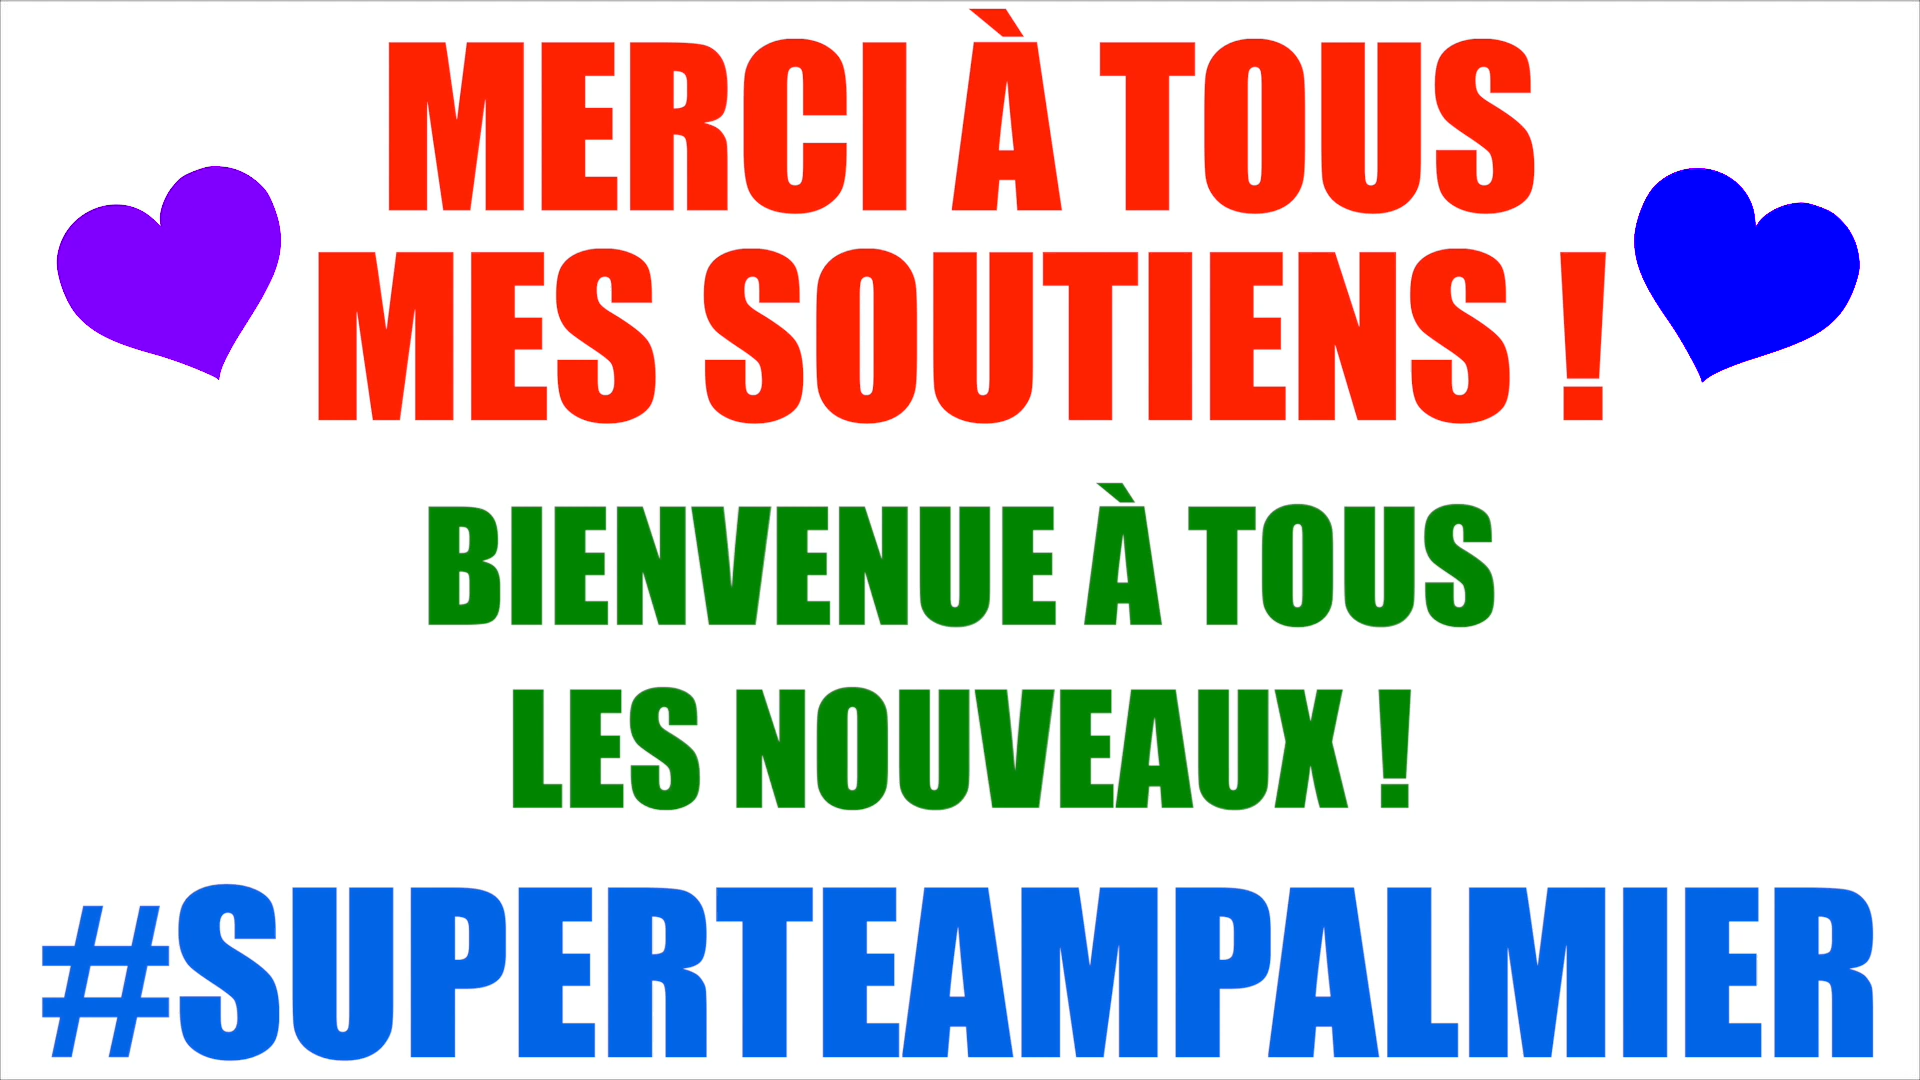 MERCI À TOUS
MES SOUTIENS !
BIENVENUE À TOUS
LES NOUVEAUX !
#SUPERTEAMPALMIER